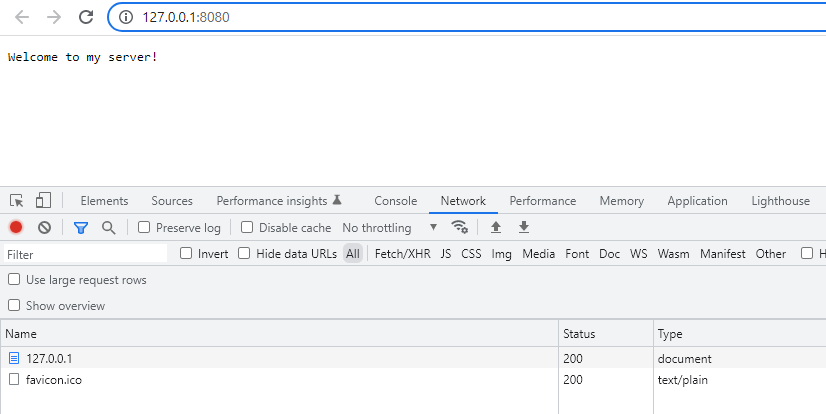 127.0.0.1:8080
Welcome to my server!
Elements Sources Performance insights Console Network Performance Memory Application Lighthouse
Preserve log Disable cache No throttling
Filter Invert Hide data URLs All Fetch/XHR JS CSS Img Media Font Doc WS Wasm Manifest Other H
Use large request rows
Show overview
Name Status Type
127.0.0.1 200 document
favicon.ico 200 text/plain